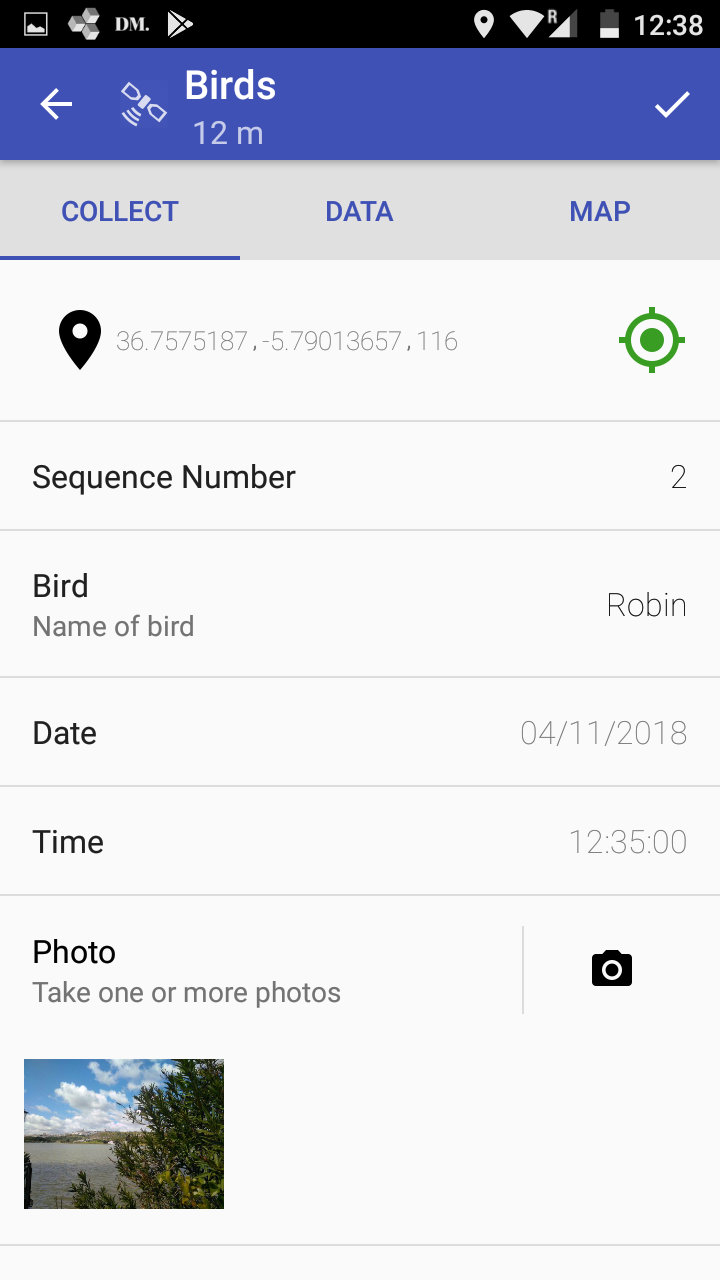 DM.
R
12:38
Birds
12 m
COLLECT DATA MAP
36.7575187 , -5.79013657 , 116
Sequence Number 2
Bird
Name of bird
Robin
Date 04/11/2018
Time 12:35:00
Photo
Take one or more photos